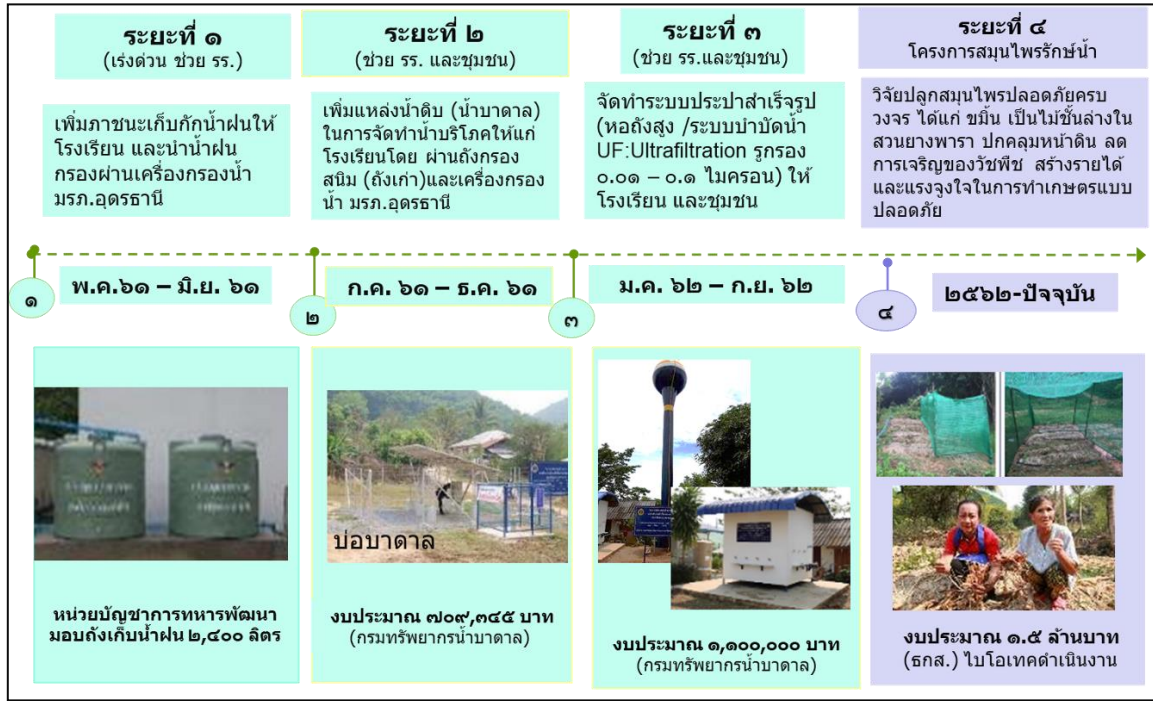 ระยะที่ ๑
(เร่งด่วน ช่วย รร.)
เพิ่มภาชนะเก็บกักน้ำฝนให้
โรงเรียน และนำน้ำฝน
กรองผ่านเครื่องกรองน้ำ
มรภ.อุดรธานี
ระยะที่ ๒
(ช่วย รร. และชุมชน)
เพิ่มแหล่งน้ำดิบ (น้ำบาดาล)
ในการจัดทำน้ำบริโภคให้แก่
โรงเรียนโดย ผ่านถังกรอง
สนิม (ถังเก่า)และเครื่องกรอง
น้ำ มรภ.อุดรธานี
ระยะที่ ๓
(ช่วย รร.และชุมชน)
จัดทำระบบประปาสำเร็จรูป
(หอถังสูง /ระบบบำบัดน้ำ
UF:Ultrafiltration รูกรอง
๐.๐๑ – ๐.๑ ไมครอน) ให้
โรงเรียน และชุมชน
ระยะที่ ๔
โครงการสมุนไพรรักษ์น้ำ
วิจัยปลูกสมุนไพรปลอดภัยครบ
วงจร ได้แก่ ขมิ้น เป็นไม้ชั้นล่างใน
สวนยางพารา ปกคลุมหน้าดิน ลด
การเจริญของวัชพืช สร้างรายได้
และแรงจูงใจในการทำเกษตรแบบ
ปลอดภัย
๑
พ.ค.๖๑ – มิ.ย. ๖๑
๒
ก.ค. ๖๑ – ธ.ค. ๖๑
๓
ม.ค. ๖๒ – ก.ย. ๖๒
๔
๒๕๖๒-ปัจจุบัน
บ่อบาดาล
หน่วยบัญชาการทหารพัฒนา
มอบถังเก็บน้ำฝน ๒,๔๐๐ ลิตร
งบประมาณ ๗๐๙,๓๔๕ บาท
(กรมทรัพยากรน้ำบาดาล)
งบประมาณ ๑,๑๐๐,๐๐๐ บาท
(กรมทรัพยากรน้ำบาดาล)
งบประมาณ ๑.๕ ล้านบาท
(ธกส.) ไบโอเทคดำเนินงาน